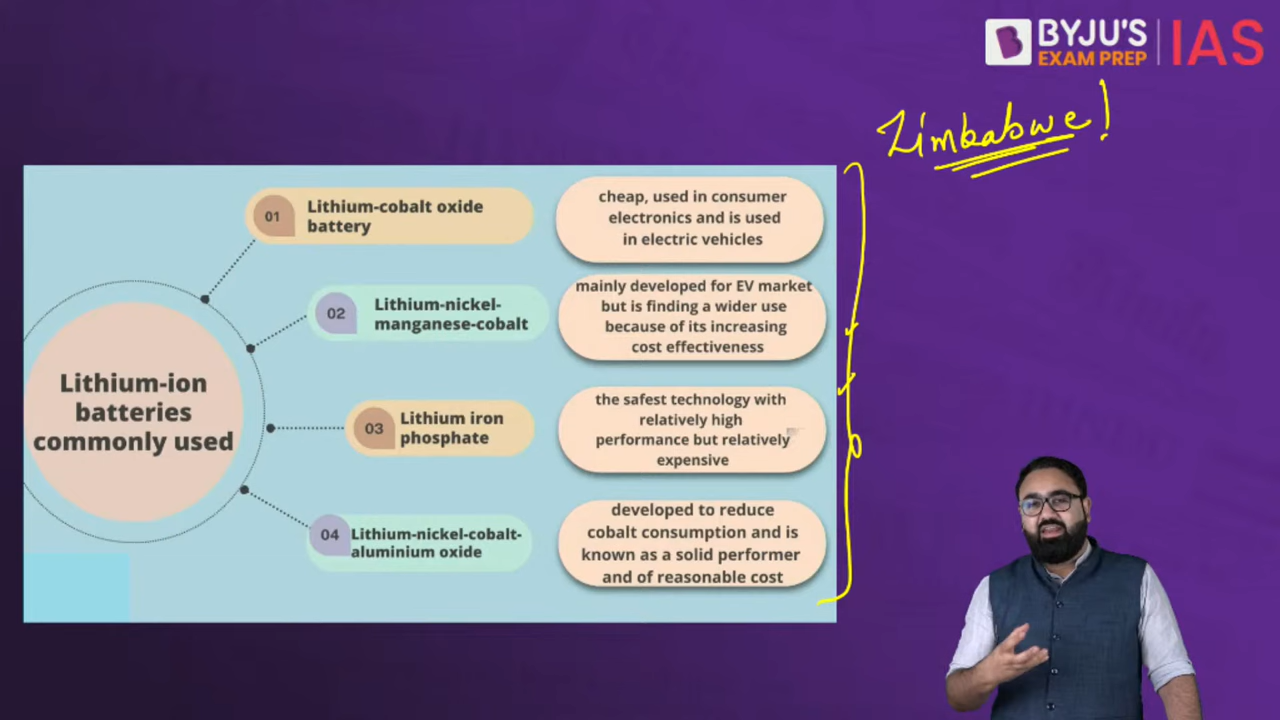 BYJU'S
EXAM PREP
IAS
Zimbabwe!
01
Lithium-cobalt oxide
battery
cheap, used in consumer
electronics and is used
in electric vehicles
02
Lithium-nickel-
manganese-cobalt
mainly developed for EV market
but is finding a wider use
because of its increasing
cost effectiveness
Lithium-ion
batteries
commonly used
03
Lithium iron
phosphate
the safest technology with
relatively high
performance but relatively
expensive
04
Lithium-nickel-cobalt-
aluminium oxide
developed to reduce
cobalt consumption and is
known as a solid performer
and of reasonable cost